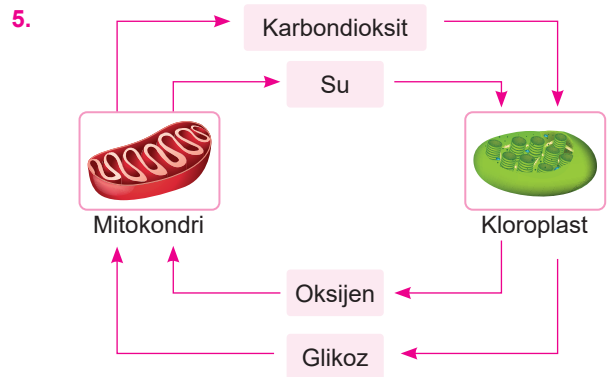 5.
Karbondioksit
Su
Mitokondri
Kloroplast
Oksijen
Glikoz